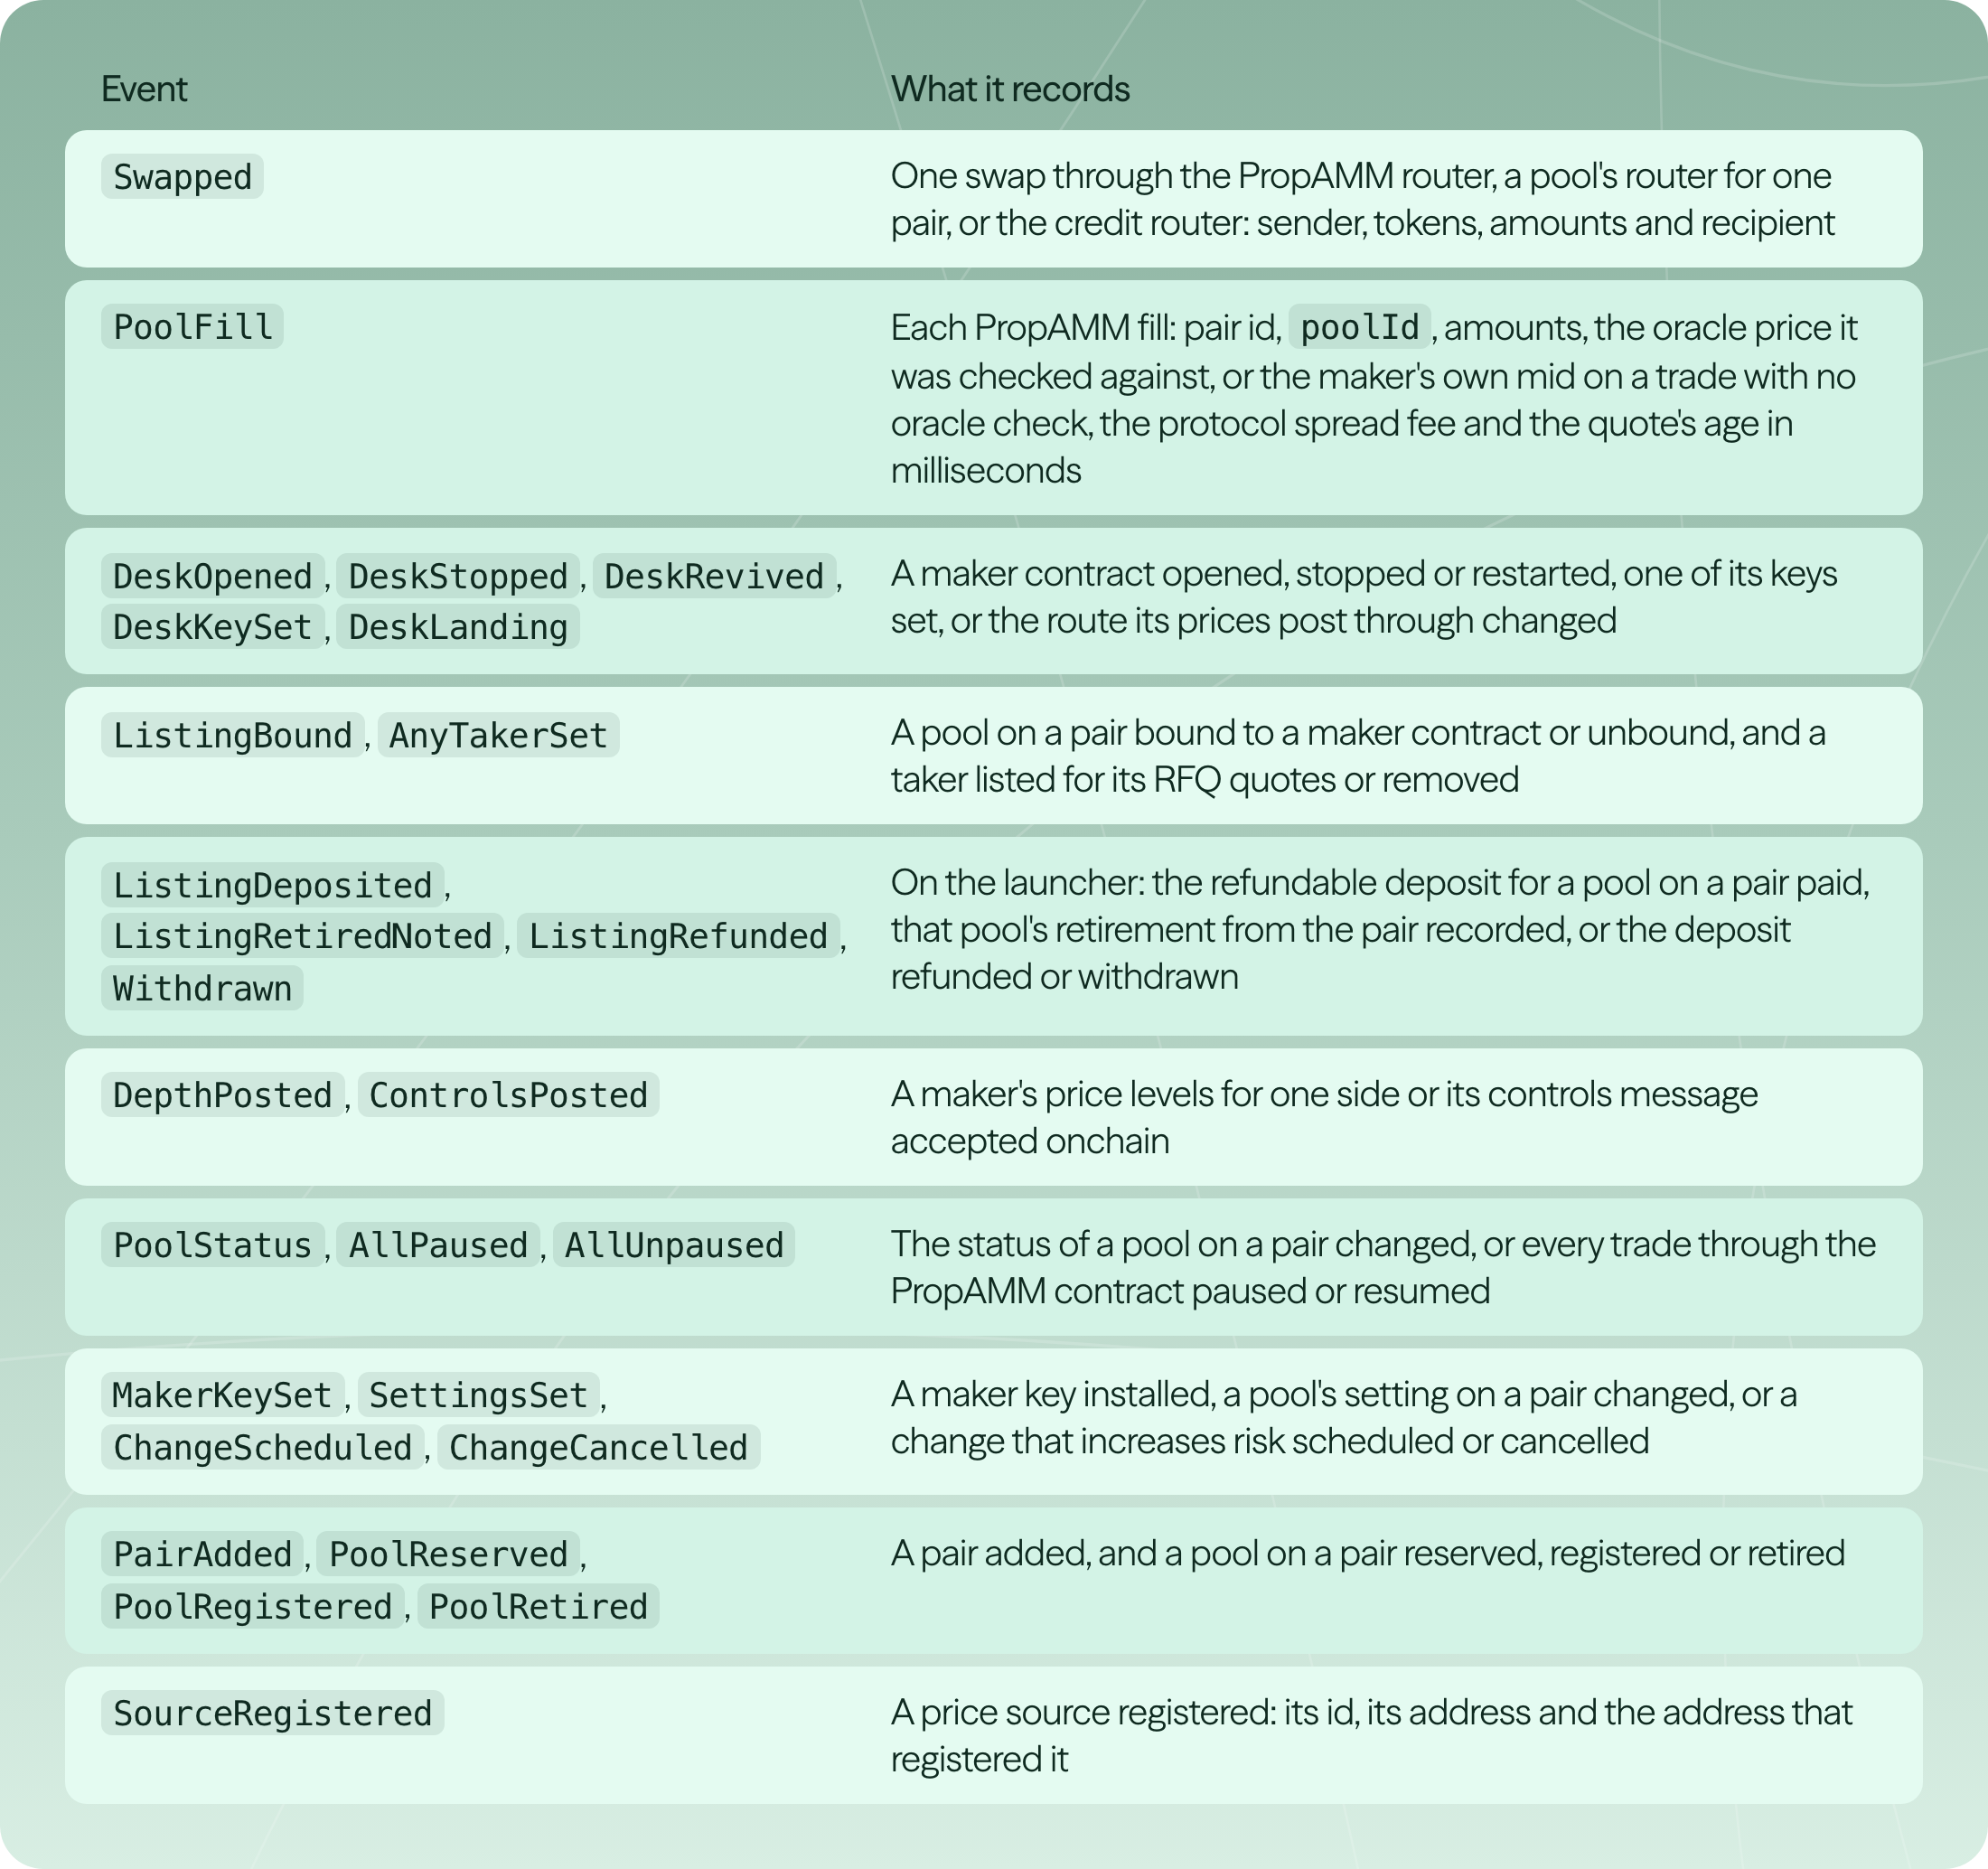 Event
What it records
Swapped
One swap through the PropAMM router, a pool's router for one
pair, or the credit router: sender, tokens, amounts and recipient
PoolFill
Each PropAMM fill: pair id, poolId, amounts, the oracle price it
was checked against, or the maker's own mid on a trade with no
oracle check, the protocol spread fee and the quote's age in
milliseconds
DeskOpened, DeskStopped, DeskRevived,
DeskKeySet, DeskLanding
A maker contract opened, stopped or restarted, one of its keys
set, or the route its prices post through changed
ListingBound, AnyTakerSet
A pool on a pair bound to a maker contract or unbound, and a
taker listed for its RFQ quotes or removed
ListingDeposited,
ListingRetiredNoted, ListingRefunded,
Withdrawn
On the launcher: the refundable deposit for a pool on a pair paid,
that pool's retirement from the pair recorded, or the deposit
refunded or withdrawn
DepthPosted, ControlsPosted
A maker's price levels for one side or its controls message
accepted onchain
PoolStatus, AllPaused, AllUnpaused
The status of a pool on a pair changed, or every trade through the
PropAMM contract paused or resumed
MakerKeySet, SettingsSet,
ChangeScheduled, ChangeCancelled
A maker key installed, a pool's setting on a pair changed, or a
change that increases risk scheduled or cancelled
PairAdded, PoolReserved,
PoolRegistered, PoolRetired
A pair added, and a pool on a pair reserved, registered or retired
SourceRegistered
A price source registered: its id, its address and the address that
registered it